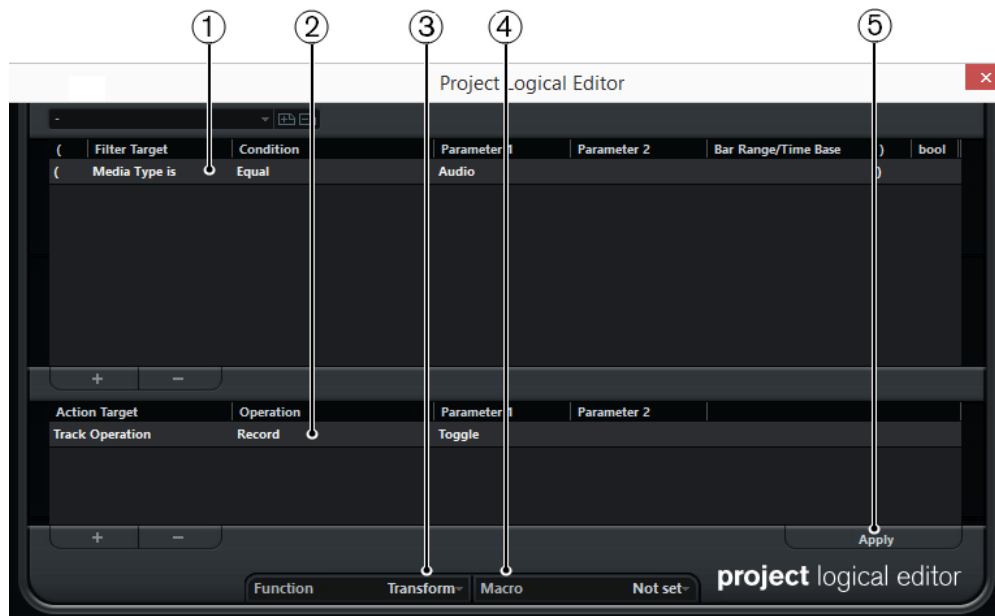 1 2 3 4 5
Project Logical Editor ×
-
( Filter Target Condition Parameter 1 Parameter 2 Bar Range/Time Base ) bool
( Media Type is Equal Audio )
+ −
Action Target Operation Parameter 1 Parameter 2
Track Operation Record Toggle
+ − Apply
Function Transform Macro Not set project logical editor